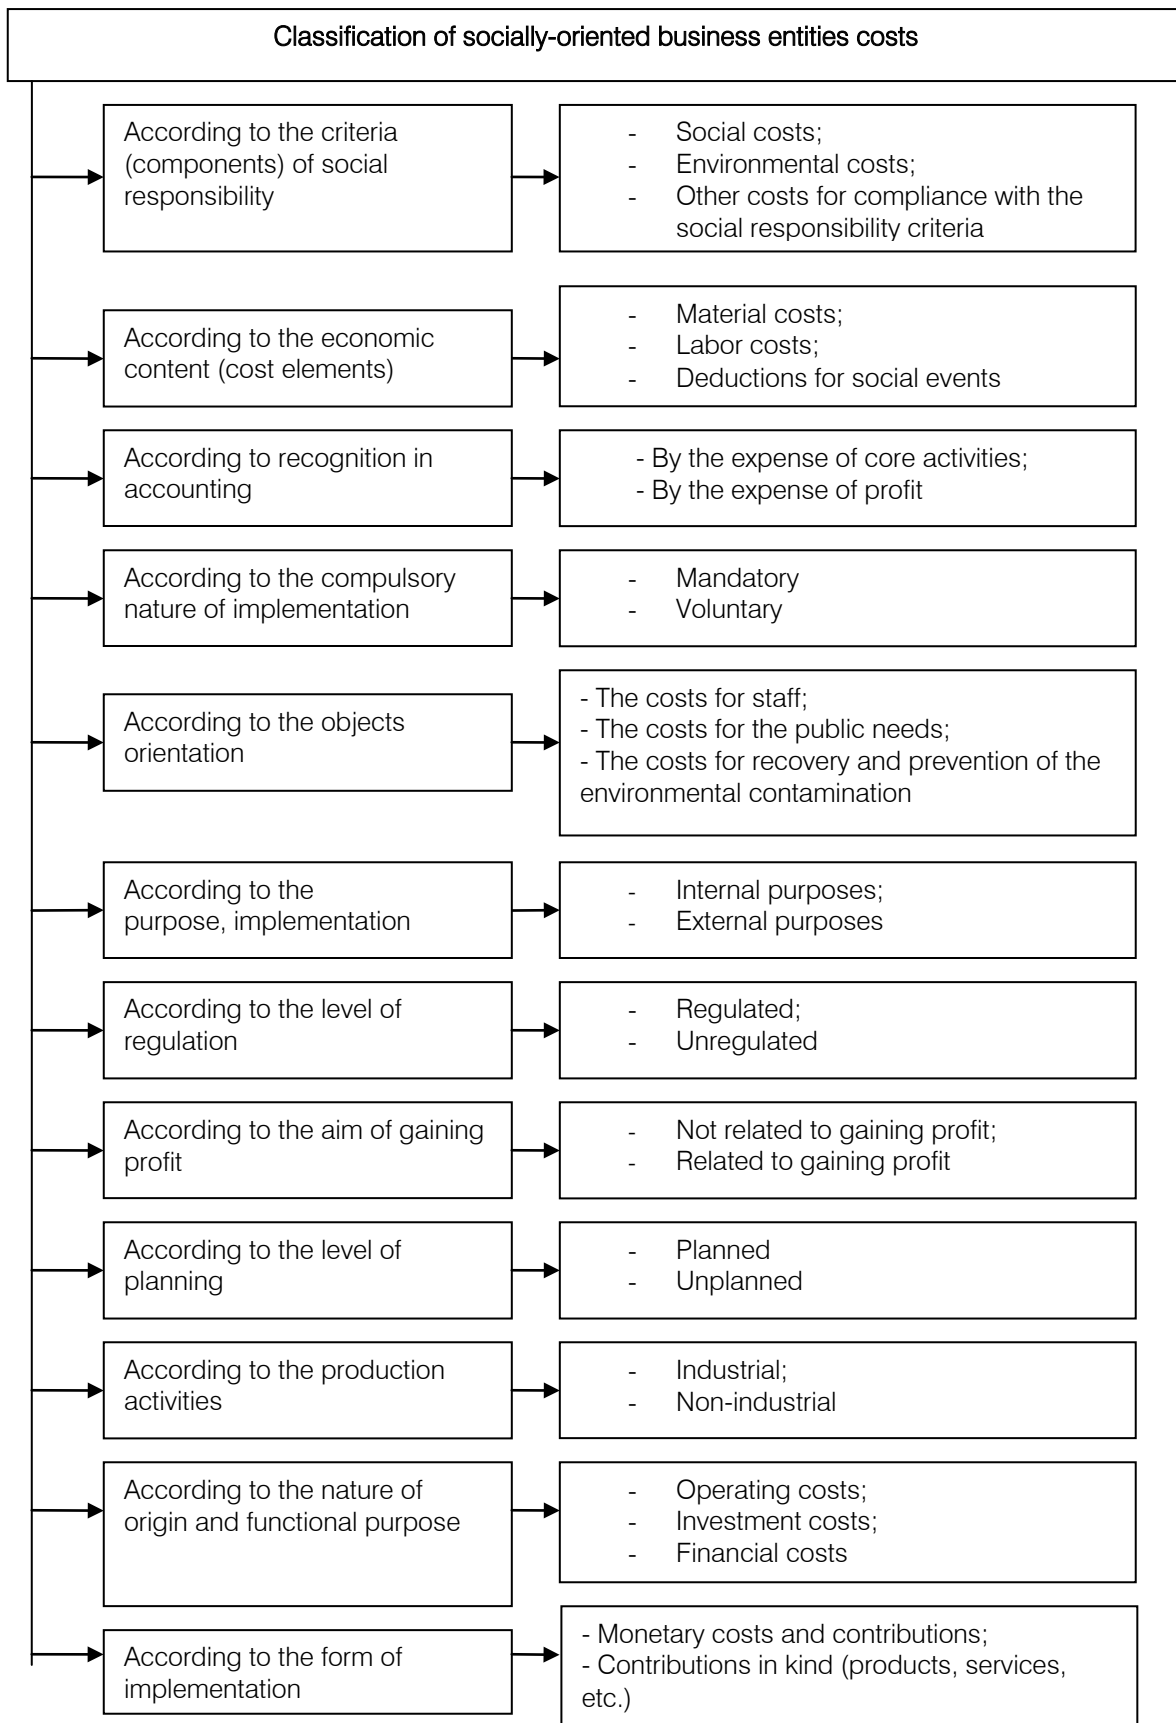 Classification of socially-oriented business entities costs
According to the criteria
(components) of social
responsibility
- Social costs;
- Environmental costs;
- Other costs for compliance with the
social responsibility criteria
According to the economic
content (cost elements)
- Material costs;
- Labor costs;
- Deductions for social events
According to recognition in
accounting
- By the expense of core activities;
- By the expense of profit
According to the compulsory
nature of implementation
- Mandatory
- Voluntary
According to the objects
orientation
- The costs for staff;
- The costs for the public needs;
- The costs for recovery and prevention of the
environmental contamination
According to the
purpose, implementation
- Internal purposes;
- External purposes
According to the level of
regulation
- Regulated;
- Unregulated
According to the aim of gaining
profit
- Not related to gaining profit;
- Related to gaining profit
According to the level of
planning
- Planned
- Unplanned
According to the production
activities
- Industrial;
- Non-industrial
According to the nature of
origin and functional purpose
- Operating costs;
- Investment costs;
- Financial costs
According to the form of
implementation
- Monetary costs and contributions;
- Contributions in kind (products, services,
etc.)